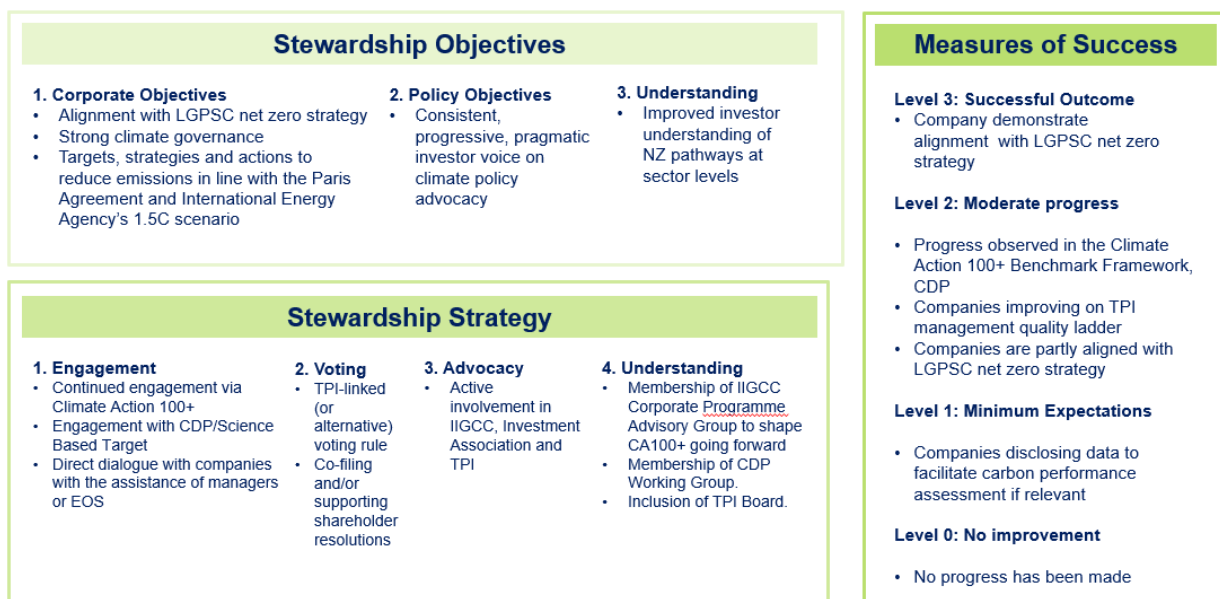 Stewardship Objectives
1. Corporate Objectives
• Alignment with LGPSC net zero strategy
• Strong climate governance
• Targets, strategies and actions to
reduce emissions in line with the Paris
Agreement and International Energy
Agency's 1.5C scenario
2. Policy Objectives
• Consistent,
progressive, pragmatic
investor voice on
climate policy
advocacy
3. Understanding
• Improved investor
understanding of
NZ pathways at
sector levels
Stewardship Strategy
1. Engagement
• Continued engagement via
Climate Action 100+
• Engagement with CDP/Science
Based Target
• Direct dialogue with companies
with the assistance of managers
or EOS
2. Voting
• TPI-linked
(or
alternative)
voting rule
• Co-filing
and/or
supporting
shareholder
resolutions
3. Advocacy
• Active
involvement in
IIGCC, Investment
Association and
TPI
4. Understanding
• Membership of IIGCC
Corporate Programme
Advisory Group to shape
CA100+ going forward
• Membership of CDP
Working Group.
• Inclusion of TPI Board.
Measures of Success
Level 3: Successful Outcome
• Company demonstrate
alignment with LGPSC net zero
strategy
Level 2: Moderate progress
• Progress observed in the Climate
Action 100+ Benchmark Framework,
CDP
• Companies improving on TPI
management quality ladder
• Companies are partly aligned with
LGPSC net zero strategy
Level 1: Minimum Expectations
• Companies disclosing data to
facilitate carbon performance
assessment if relevant
Level 0: No improvement
• No progress has been made